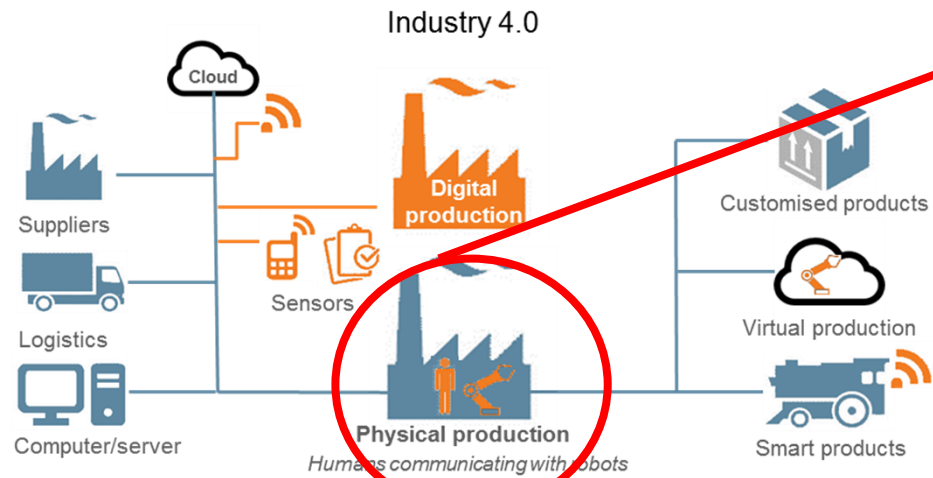 Industry 4.0
Cloud
Suppliers
Logistics
Computer/server
Sensors
Digital
production
Physical production
Humans communicating with robots
Customised products
Virtual production
Smart products